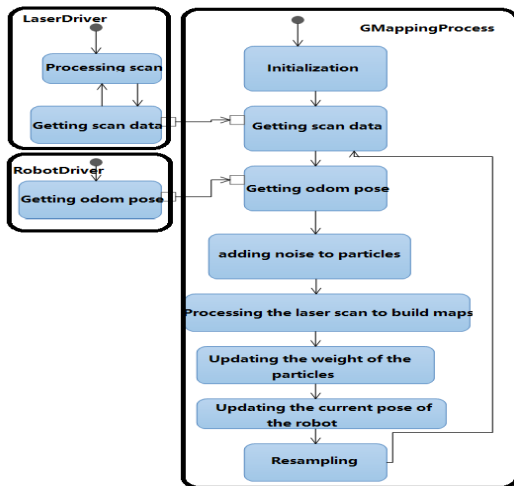 LaserDriver
Processing scan
Getting scan data
RobotDriver
Getting odom pose
GMappingProcess
Initialization
Getting scan data
Getting odom pose
adding noise to particles
Processing the laser scan to build maps
Updating the weight of the
particles
Updating the current pose of
the robot
Resampling